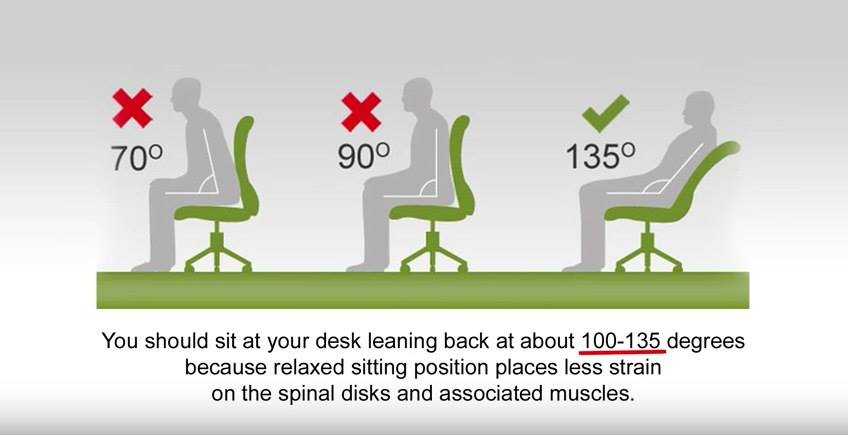 70°
90°
135°
You should sit at your desk leaning back at about 100-135 degrees
because relaxed sitting position places less strain
on the spinal disks and associated muscles.